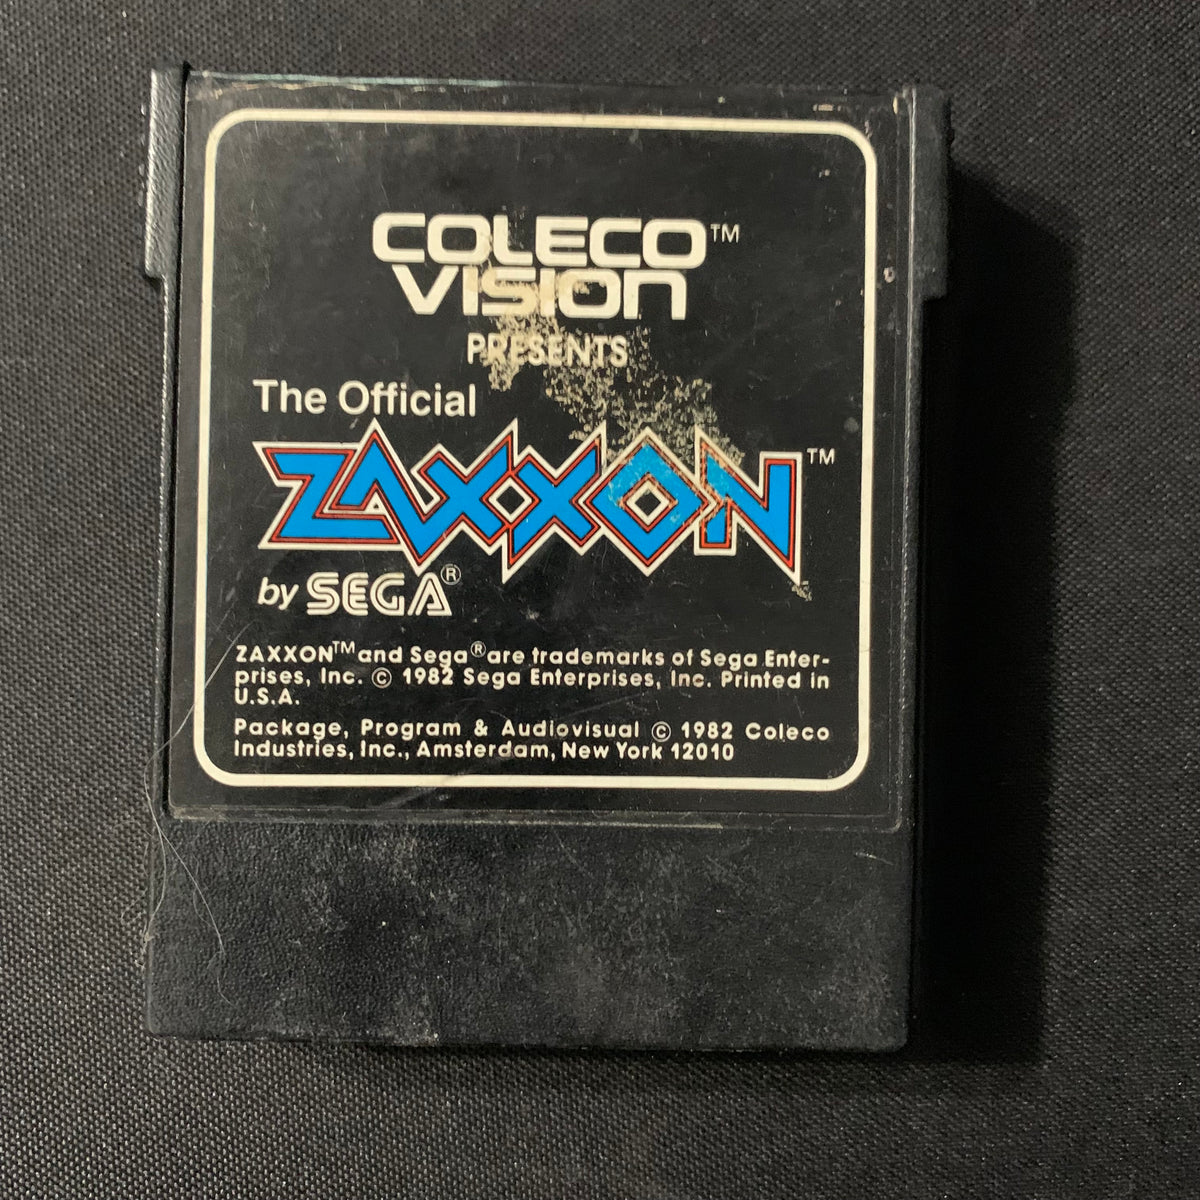 COLECO™
VISION
PRESENTS
The Official
ZAXXON™
by SEGA®
ZAXXON™ and Sega® are trademarks of Sega Enter-
prises, Inc. © 1982 Sega Enterprises, Inc. Printed in
U.S.A.
Package, Program & Audiovisual © 1982 Coleco
Industries, Inc., Amsterdam, New York 12010